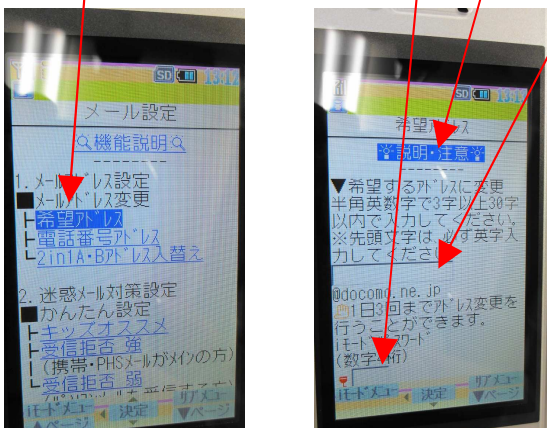 SD 13:12
メール設定
機能説明
1. メールアドレス設定
■メールアドレス変更
希望アドレス
電話番号アドレス
2in1A・Bアドレス入替え
2. 迷惑メール対策設定
■かんたん設定
キッズオススメ
受信拒否 強
(携帯・PHSメールがメインの方)
受信拒否 弱
iモードメニュー 決定 リアメニュー
▲ページ ▼ページ
SD 13:12
希望アドレス
説明・注意
▼希望するアドレスに変更
半角英数字で3字以上30字
以内で入力してください。
※先頭文字は、必ず英字入
力してください
@docomo.ne.jp
1日3回までアドレス変更を
行うことができます。
iモードパスワード
(数字4桁)
iモードメニュー 決定 リアメニュー
▼ページ